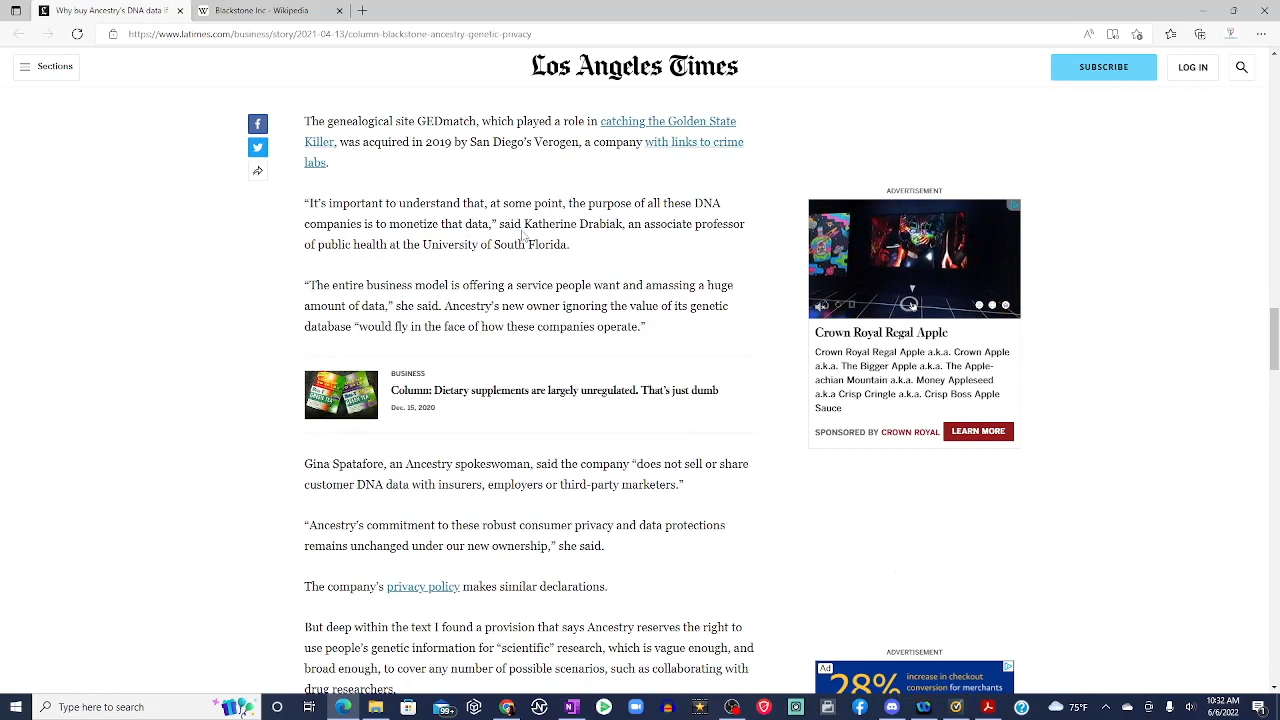 Why buy Ancestry's DNA data if
Blackstone - Wikipedia
https://www.latimes.com/business/story/2021-04-13/column-blackstone-ancestry-genetic-privacy
Sections
Los Angeles Times
SUBSCRIBE
LOG IN
The genealogical site GEDmatch, which played a role in catching the Golden State
Killer, was acquired in 2019 by San Diego's Verogen, a company with links to crime
labs.
“It's important to understand that, at some point, the purpose of all these DNA
companies is to monetize that data,” said Katherine Drabiak, an associate professor
of public health at the University of South Florida.
“The entire business model is expecting people want and amassing a huge
amount of data,” she said. Ancestry's new owner ignoring the value of its genetic
database “would fly in the face of how these companies operate.”
BUSINESS
Column: Dietary supplements are largely unregulated. That's just dumb
Dec. 15, 2020
Gina Spatafore, an Ancestry spokeswoman, said the company “does not sell or share
customer DNA data with insurers, employers or third-party marketers.”
“Ancestry's commitment to these robust consumer privacy and data protections
remains unchanged under our new ownership,” she said.
The company's privacy policy makes similar declarations.
But deep within the text I found a provision that says Ancestry reserves the right to
use people's genetic information for “scientific” research, which is vague enough, and
broad enough, to cover any number of possible scenarios, such as collaborating with
drug researchers.
ADVERTISEMENT
Crown Royal Regal Apple
Crown Royal Regal Apple a.k.a. Crown Apple
a.k.a. The Bigger Apple a.k.a. The Apple-
achian Mountain a.k.a. Money Appleseed
a.k.a Crisp Cringle a.k.a. Crisp Boss Apple
Sauce
SPONSORED BY CROWN ROYAL
LEARN MORE
ADVERTISEMENT
Ad
28%
increase in checkout
conversion for merchants
Type here to search
75°F
10:32 AM
6/6/2022